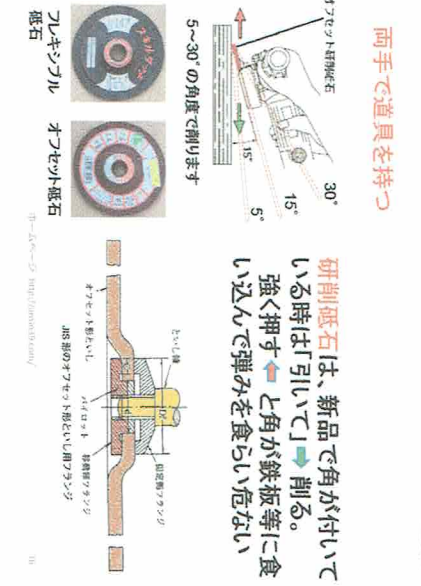 両手で道具を持つ
オフセット研削砥石
30°
15°
5°
15°
5～30°の角度で削ります
フレキシブル
砥石
オフセット砥石
研削砥石は、新品で角が付いて
いる時は「引いて」➡削る。
強く押す⬅と角が鉄板等に食
い込んで弾みを食らい危ない
といし軸
固定側フランジ
オフセット形といし
パイロット
移動側フランジ
JIS部のオフセット形といし用フランジ